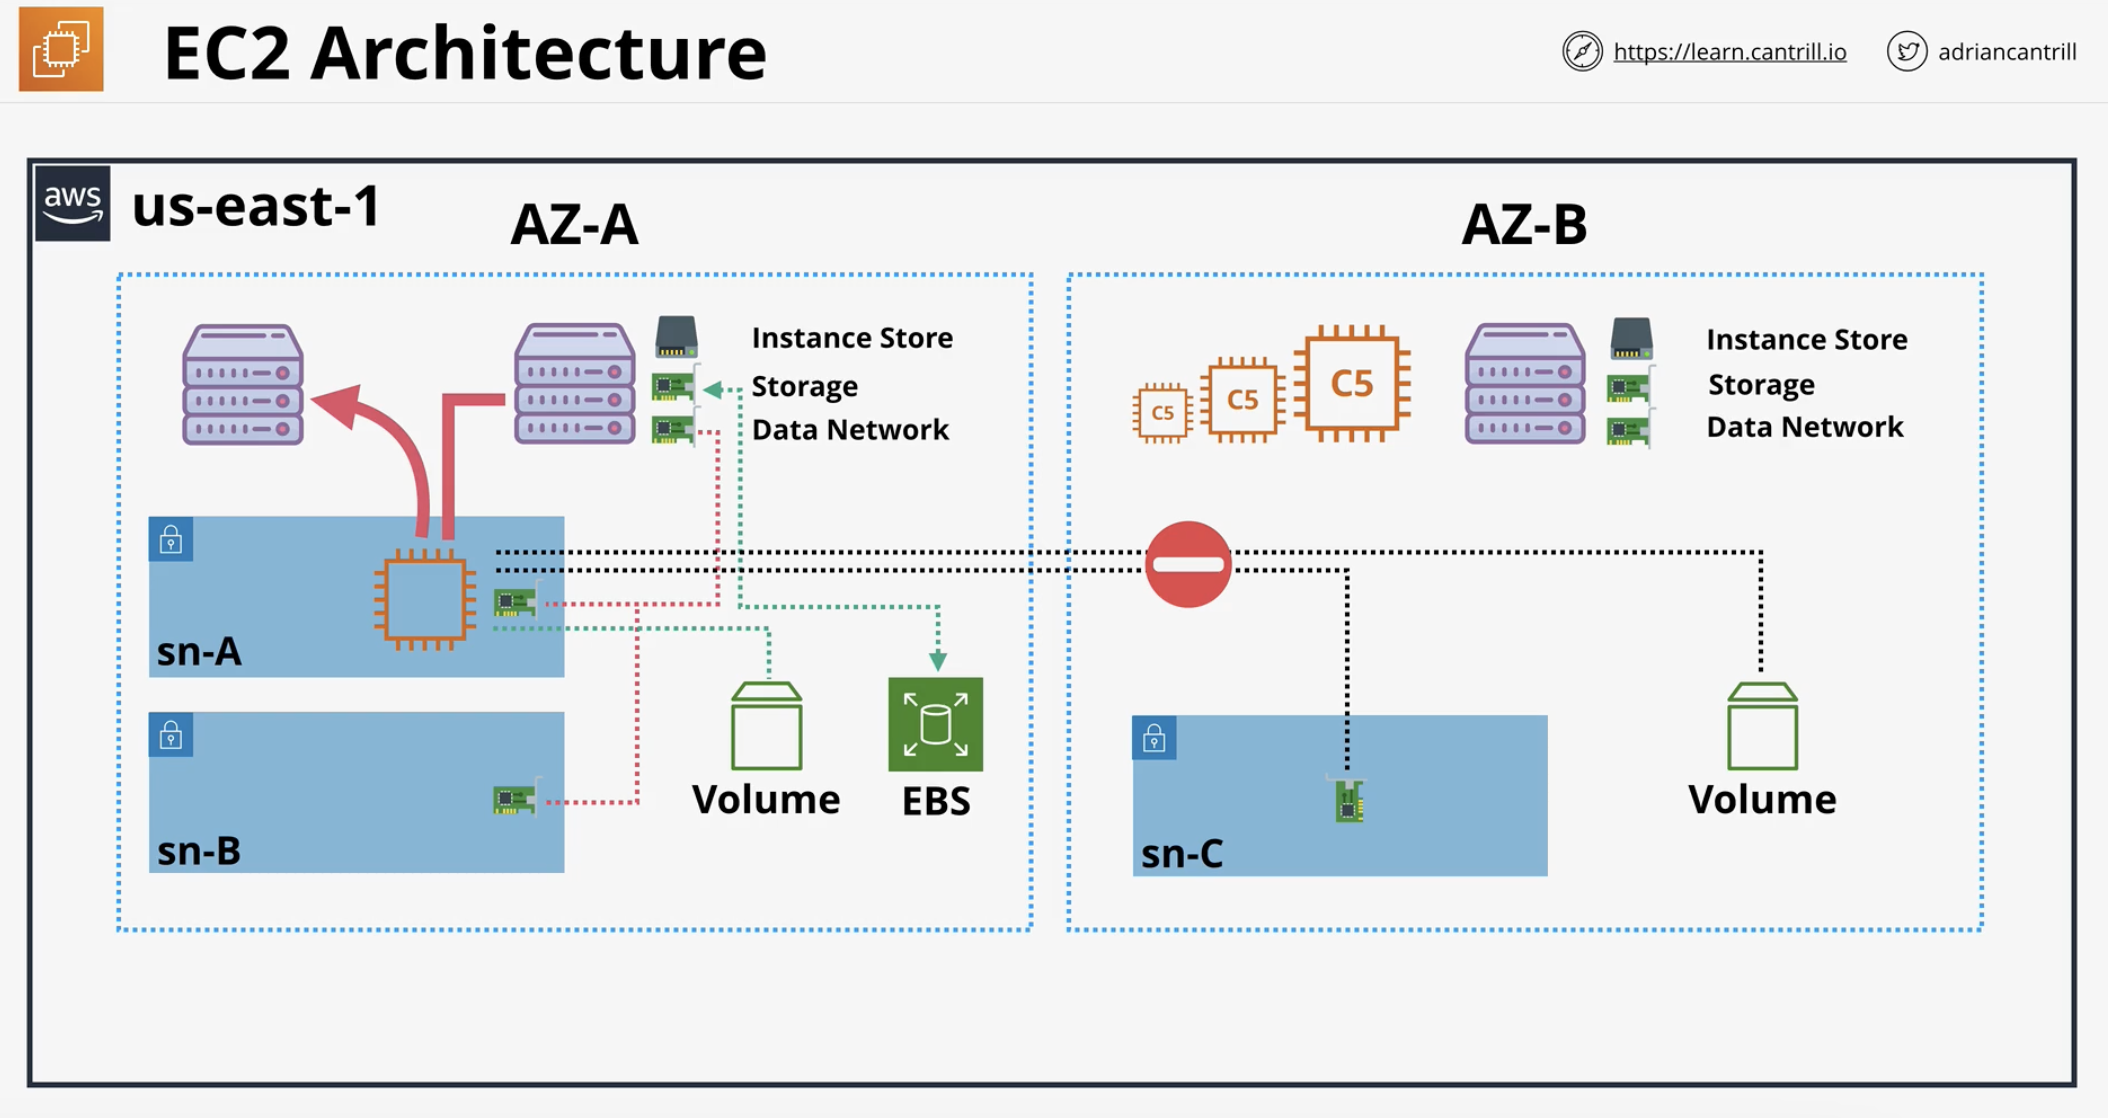 EC2 Architecture
https://learn.cantrill.io
adriancantrill
aws
us-east-1
AZ-A
AZ-B
Instance Store
Storage
Data Network
C5
C5
C5
Instance Store
Storage
Data Network
sn-A
sn-B
Volume
EBS
sn-C
Volume